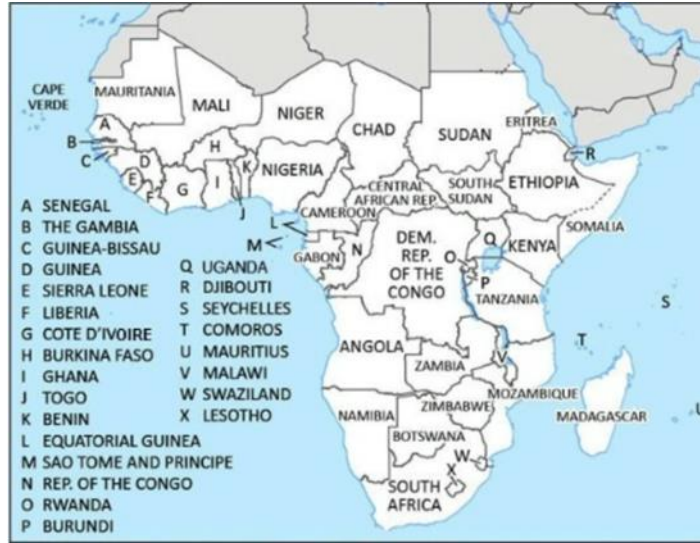 CAPE
VERDE
MAURITANIA
MALI
NIGER
CHAD
SUDAN
ERITREA
A
B
C
D
E
F
G
H
I
J
K
L
M
N
O
P
Q
R
S
T
U
V
W
X
NIGERIA
CENTRAL
AFRICAN REP.
SOUTH
SUDAN
ETHIOPIA
CAMEROON
SOMALIA
GABON
DEM.
REP.
OF THE
CONGO
KENYA
TANZANIA
ANGOLA
ZAMBIA
MOZAMBIQUE
MADAGASCAR
NAMIBIA
ZIMBABWE
BOTSWANA
SOUTH
AFRICA
A SENEGAL
B THE GAMBIA
C GUINEA-BISSAU
D GUINEA
E SIERRA LEONE
F LIBERIA
G COTE D'IVOIRE
H BURKINA FASO
I GHANA
J TOGO
K BENIN
L EQUATORIAL GUINEA
M SAO TOME AND PRINCIPE
N REP. OF THE CONGO
O RWANDA
P BURUNDI
Q UGANDA
R DJIBOUTI
S SEYCHELLES
T COMOROS
U MAURITIUS
V MALAWI
W SWAZILAND
X LESOTHO